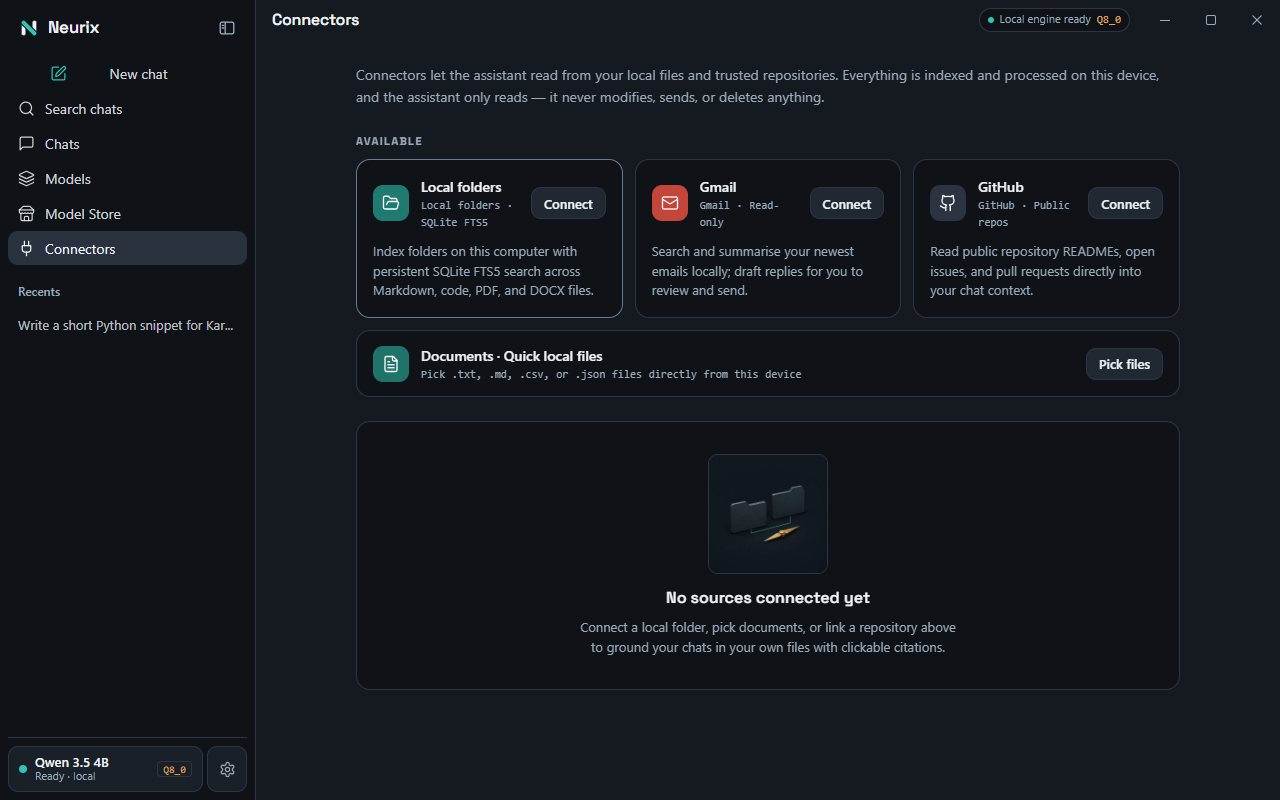 Neurix
New chat
Search chats
Chats
Models
Model Store
Connectors
Recents
Write a short Python snippet for Kar...
Qwen 3.5 4B
Ready · local
Q8_0
Connectors
Local engine ready Q8_0
Connectors let the assistant read from your local files and trusted repositories. Everything is indexed and processed on this device,
and the assistant only reads — it never modifies, sends, or deletes anything.
AVAILABLE
Local folders
Local folders ·
SQLite FTS5
Connect
Index folders on this computer with
persistent SQLite FTS5 search across
Markdown, code, PDF, and DOCX files.
Gmail
Gmail · Read-
only
Connect
Search and summarise your newest
emails locally; draft replies for you to
review and send.
GitHub
GitHub · Public
repos
Connect
Read public repository READMEs, open
issues, and pull requests directly into
your chat context.
Documents · Quick local files
Pick .txt, .md, .csv, or .json files directly from this device
Pick files
No sources connected yet
Connect a local folder, pick documents, or link a repository above
to ground your chats in your own files with clickable citations.